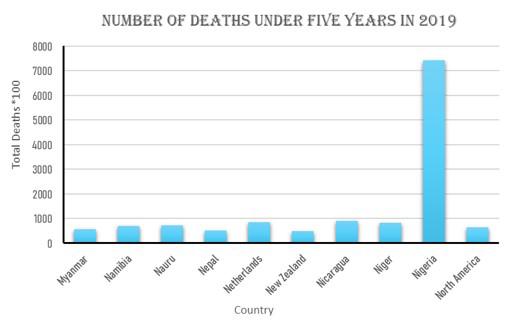 NUMBER OF DEATHS UNDER FIVE YEARS IN 2019
Total Deaths *100
8000
7000
6000
5000
4000
3000
2000
1000
0
Myanmar
Namibia
Nauru
Nepal
Netherlands
New Zealand
Nicaragua
Niger
Nigeria
North America
Country